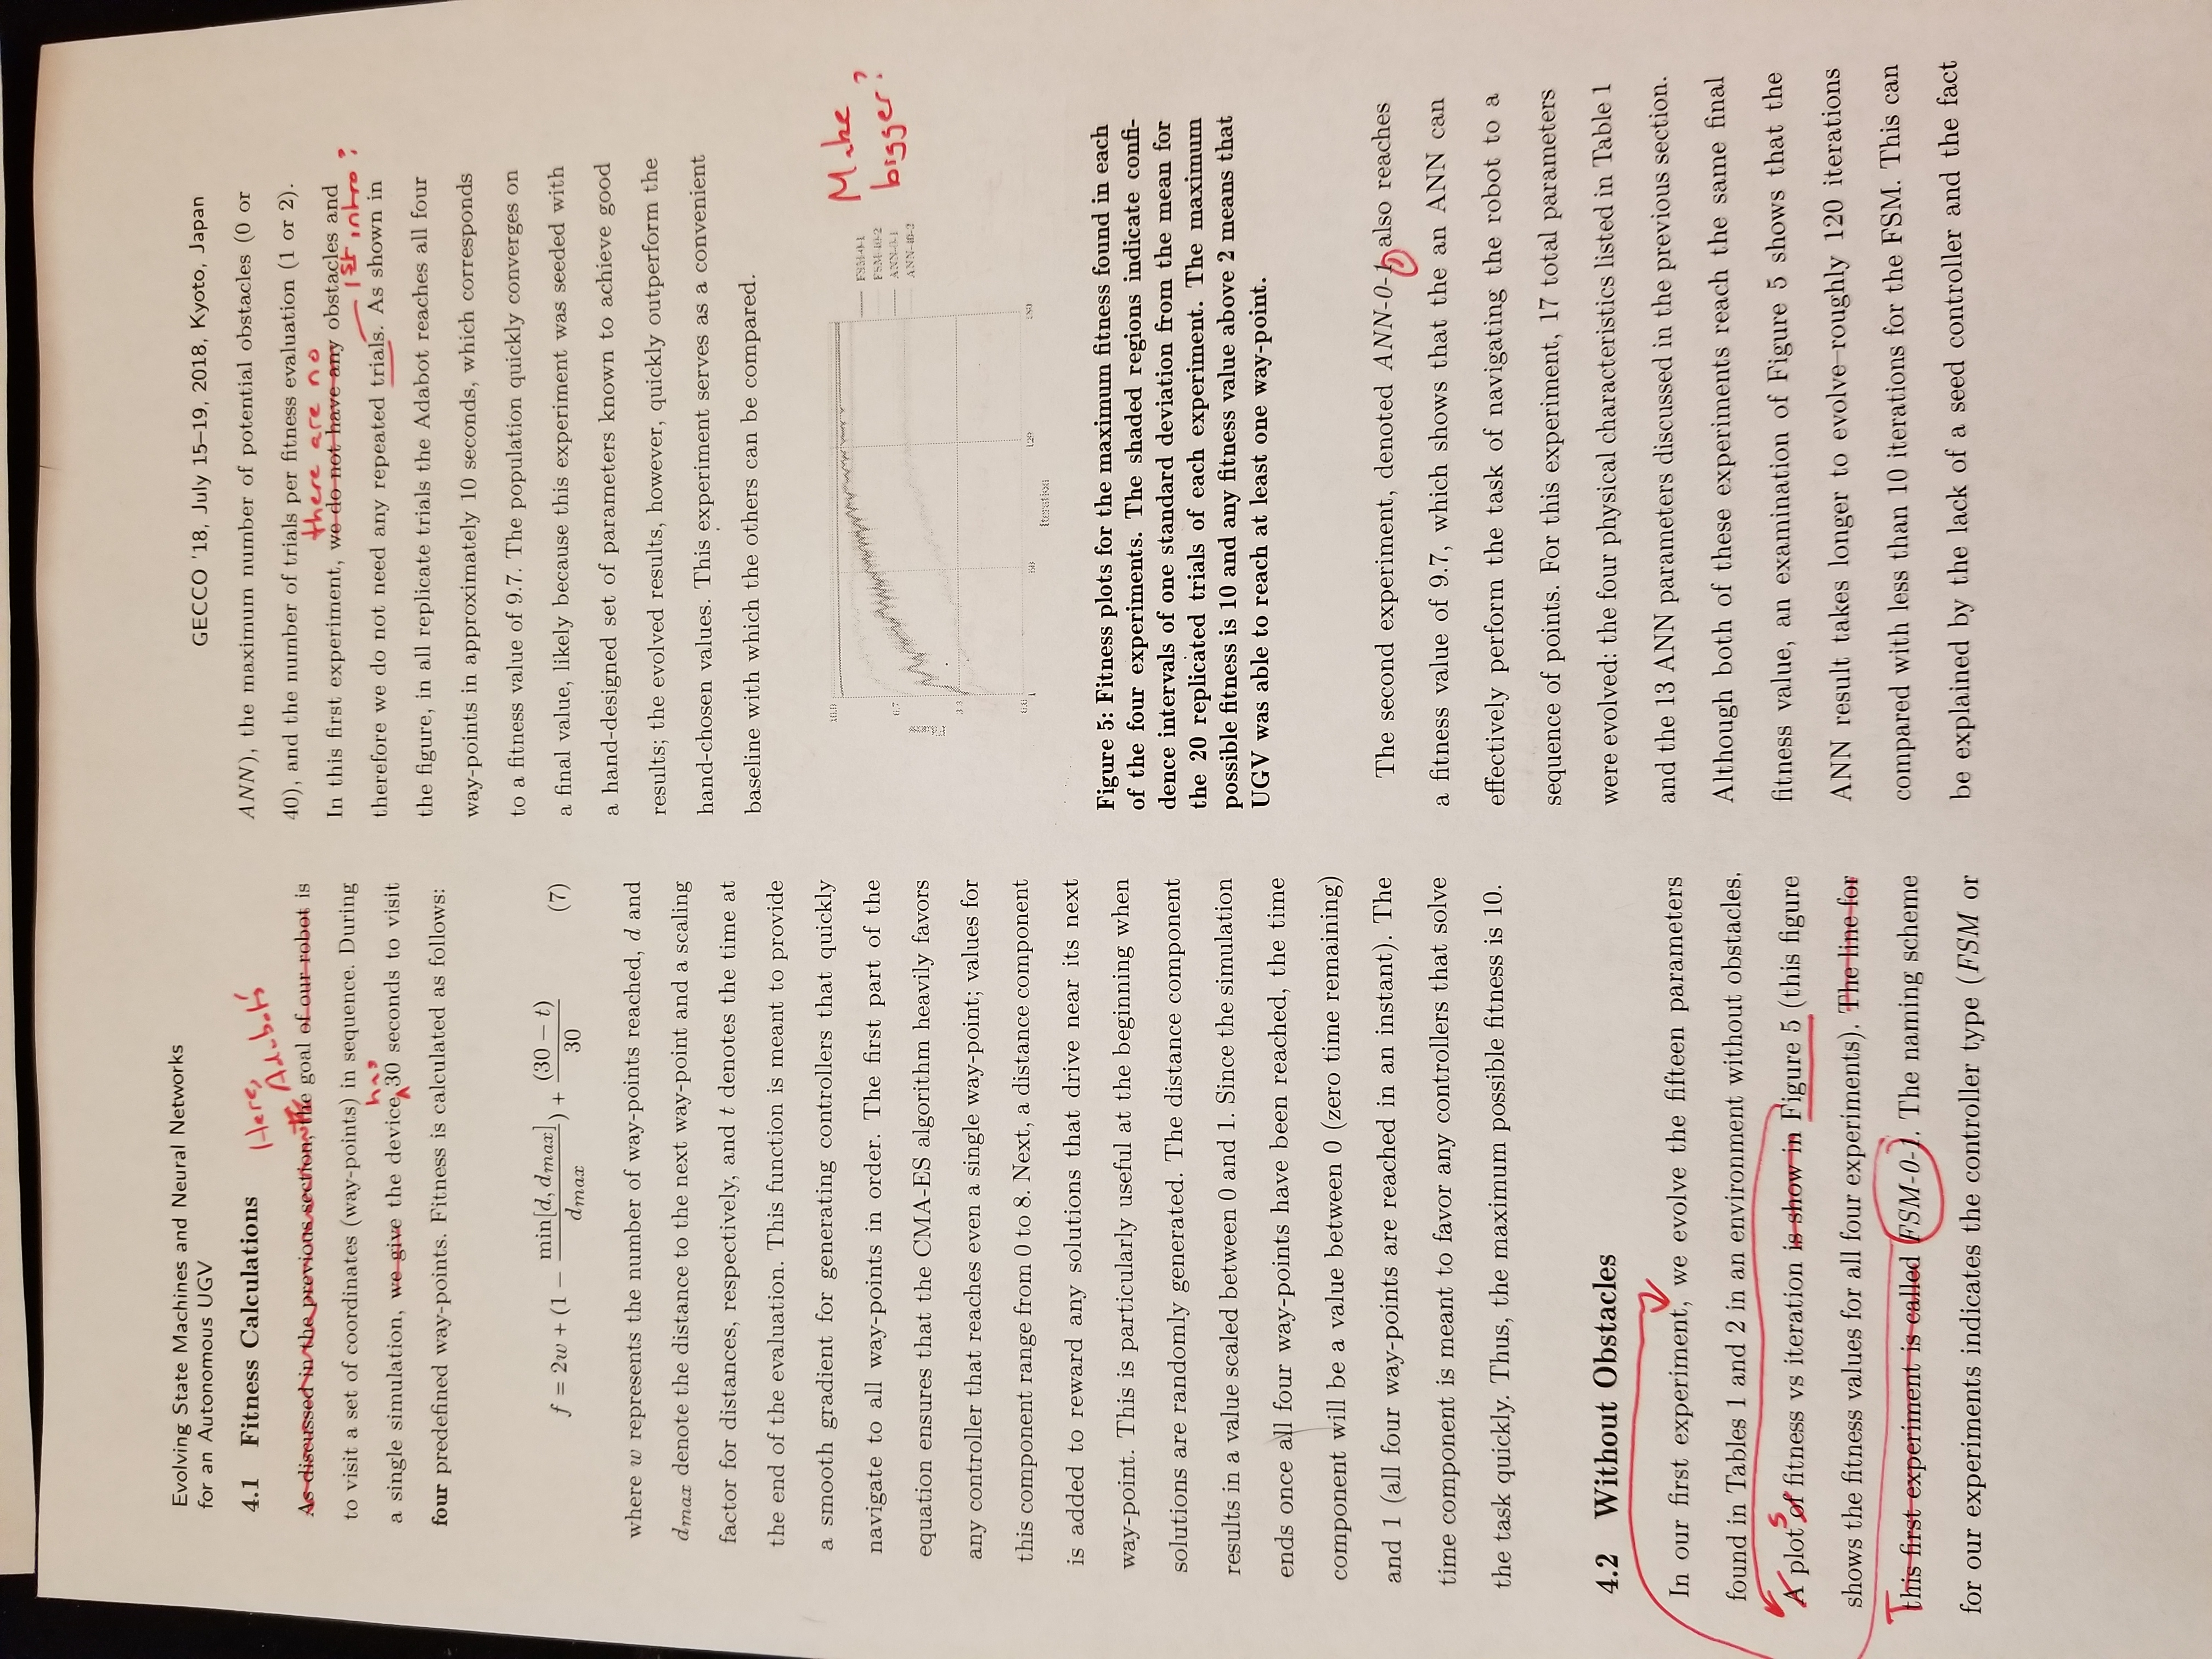 Evolving State Machines and Neural Networks
for an Autonomous UGV
GECCO '18, July 15–19, 2018, Kyoto, Japan
4.1 Fitness Calculations
Here,
Adabot's
As discussed in the previous section, the goal of our robot is
to visit a set of coordinates (way-points) in sequence. During
has
a single simulation, we give the device 30 seconds to visit
four predefined way-points. Fitness is calculated as follows:
f = 2w + (1 − min[d, dmax] / dmax) + (30 − t) / 30 (7)
where w represents the number of way-points reached, d and
dmax denote the distance to the next way-point and a scaling
factor for distances, respectively, and t denotes the time at
the end of the evaluation. This function is meant to provide
a smooth gradient for generating controllers that quickly
navigate to all way-points in order. The first part of the
equation ensures that the CMA-ES algorithm heavily favors
any controller that reaches even a single way-point; values for
this component range from 0 to 8. Next, a distance component
is added to reward any solutions that drive near its next
way-point. This is particularly useful at the beginning when
solutions are randomly generated. The distance component
results in a value scaled between 0 and 1. Since the simulation
ends once all four way-points have been reached, the time
component will be a value between 0 (zero time remaining)
and 1 (all four way-points are reached in an instant). The
time component is meant to favor any controllers that solve
the task quickly. Thus, the maximum possible fitness is 10.
4.2 Without Obstacles
In our first experiment, we evolve the fifteen parameters
found in Tables 1 and 2 in an environment without obstacles.
s
A plot of fitness vs iteration is show in Figure 5 (this figure
shows the fitness values for all four experiments). The line for
T
this first experiment is called FSM-0-1. The naming scheme
for our experiments indicates the controller type (FSM or
ANN), the maximum number of potential obstacles (0 or
40), and the number of trials per fitness evaluation (1 or 2).
there are no
In this first experiment, we do not have any obstacles and
1st intro?
therefore we do not need any repeated trials. As shown in
the figure, in all replicate trials the Adabot reaches all four
way-points in approximately 10 seconds, which corresponds
to a fitness value of 9.7. The population quickly converges on
a final value, likely because this experiment was seeded with
a hand-designed set of parameters known to achieve good
results; the evolved results, however, quickly outperform the
hand-chosen values. This experiment serves as a convenient
baseline with which the others can be compared.
10.0
6.7
3.3
0.0
Fitness
1
60
120
180
Iteration
FSM-0-1
FSM-40-2
ANN-0-1
ANN-40-2
Make
bigger?
Figure 5: Fitness plots for the maximum fitness found in each
of the four experiments. The shaded regions indicate confi-
dence intervals of one standard deviation from the mean for
the 20 replicated trials of each experiment. The maximum
possible fitness is 10 and any fitness value above 2 means that
UGV was able to reach at least one way-point.
The second experiment, denoted ANN-0-1, also reaches
a fitness value of 9.7, which shows that the an ANN can
effectively perform the task of navigating the robot to a
sequence of points. For this experiment, 17 total parameters
were evolved: the four physical characteristics listed in Table 1
and the 13 ANN parameters discussed in the previous section.
Although both of these experiments reach the same final
fitness value, an examination of Figure 5 shows that the
ANN result takes longer to evolve–roughly 120 iterations
compared with less than 10 iterations for the FSM. This can
be explained by the lack of a seed controller and the fact